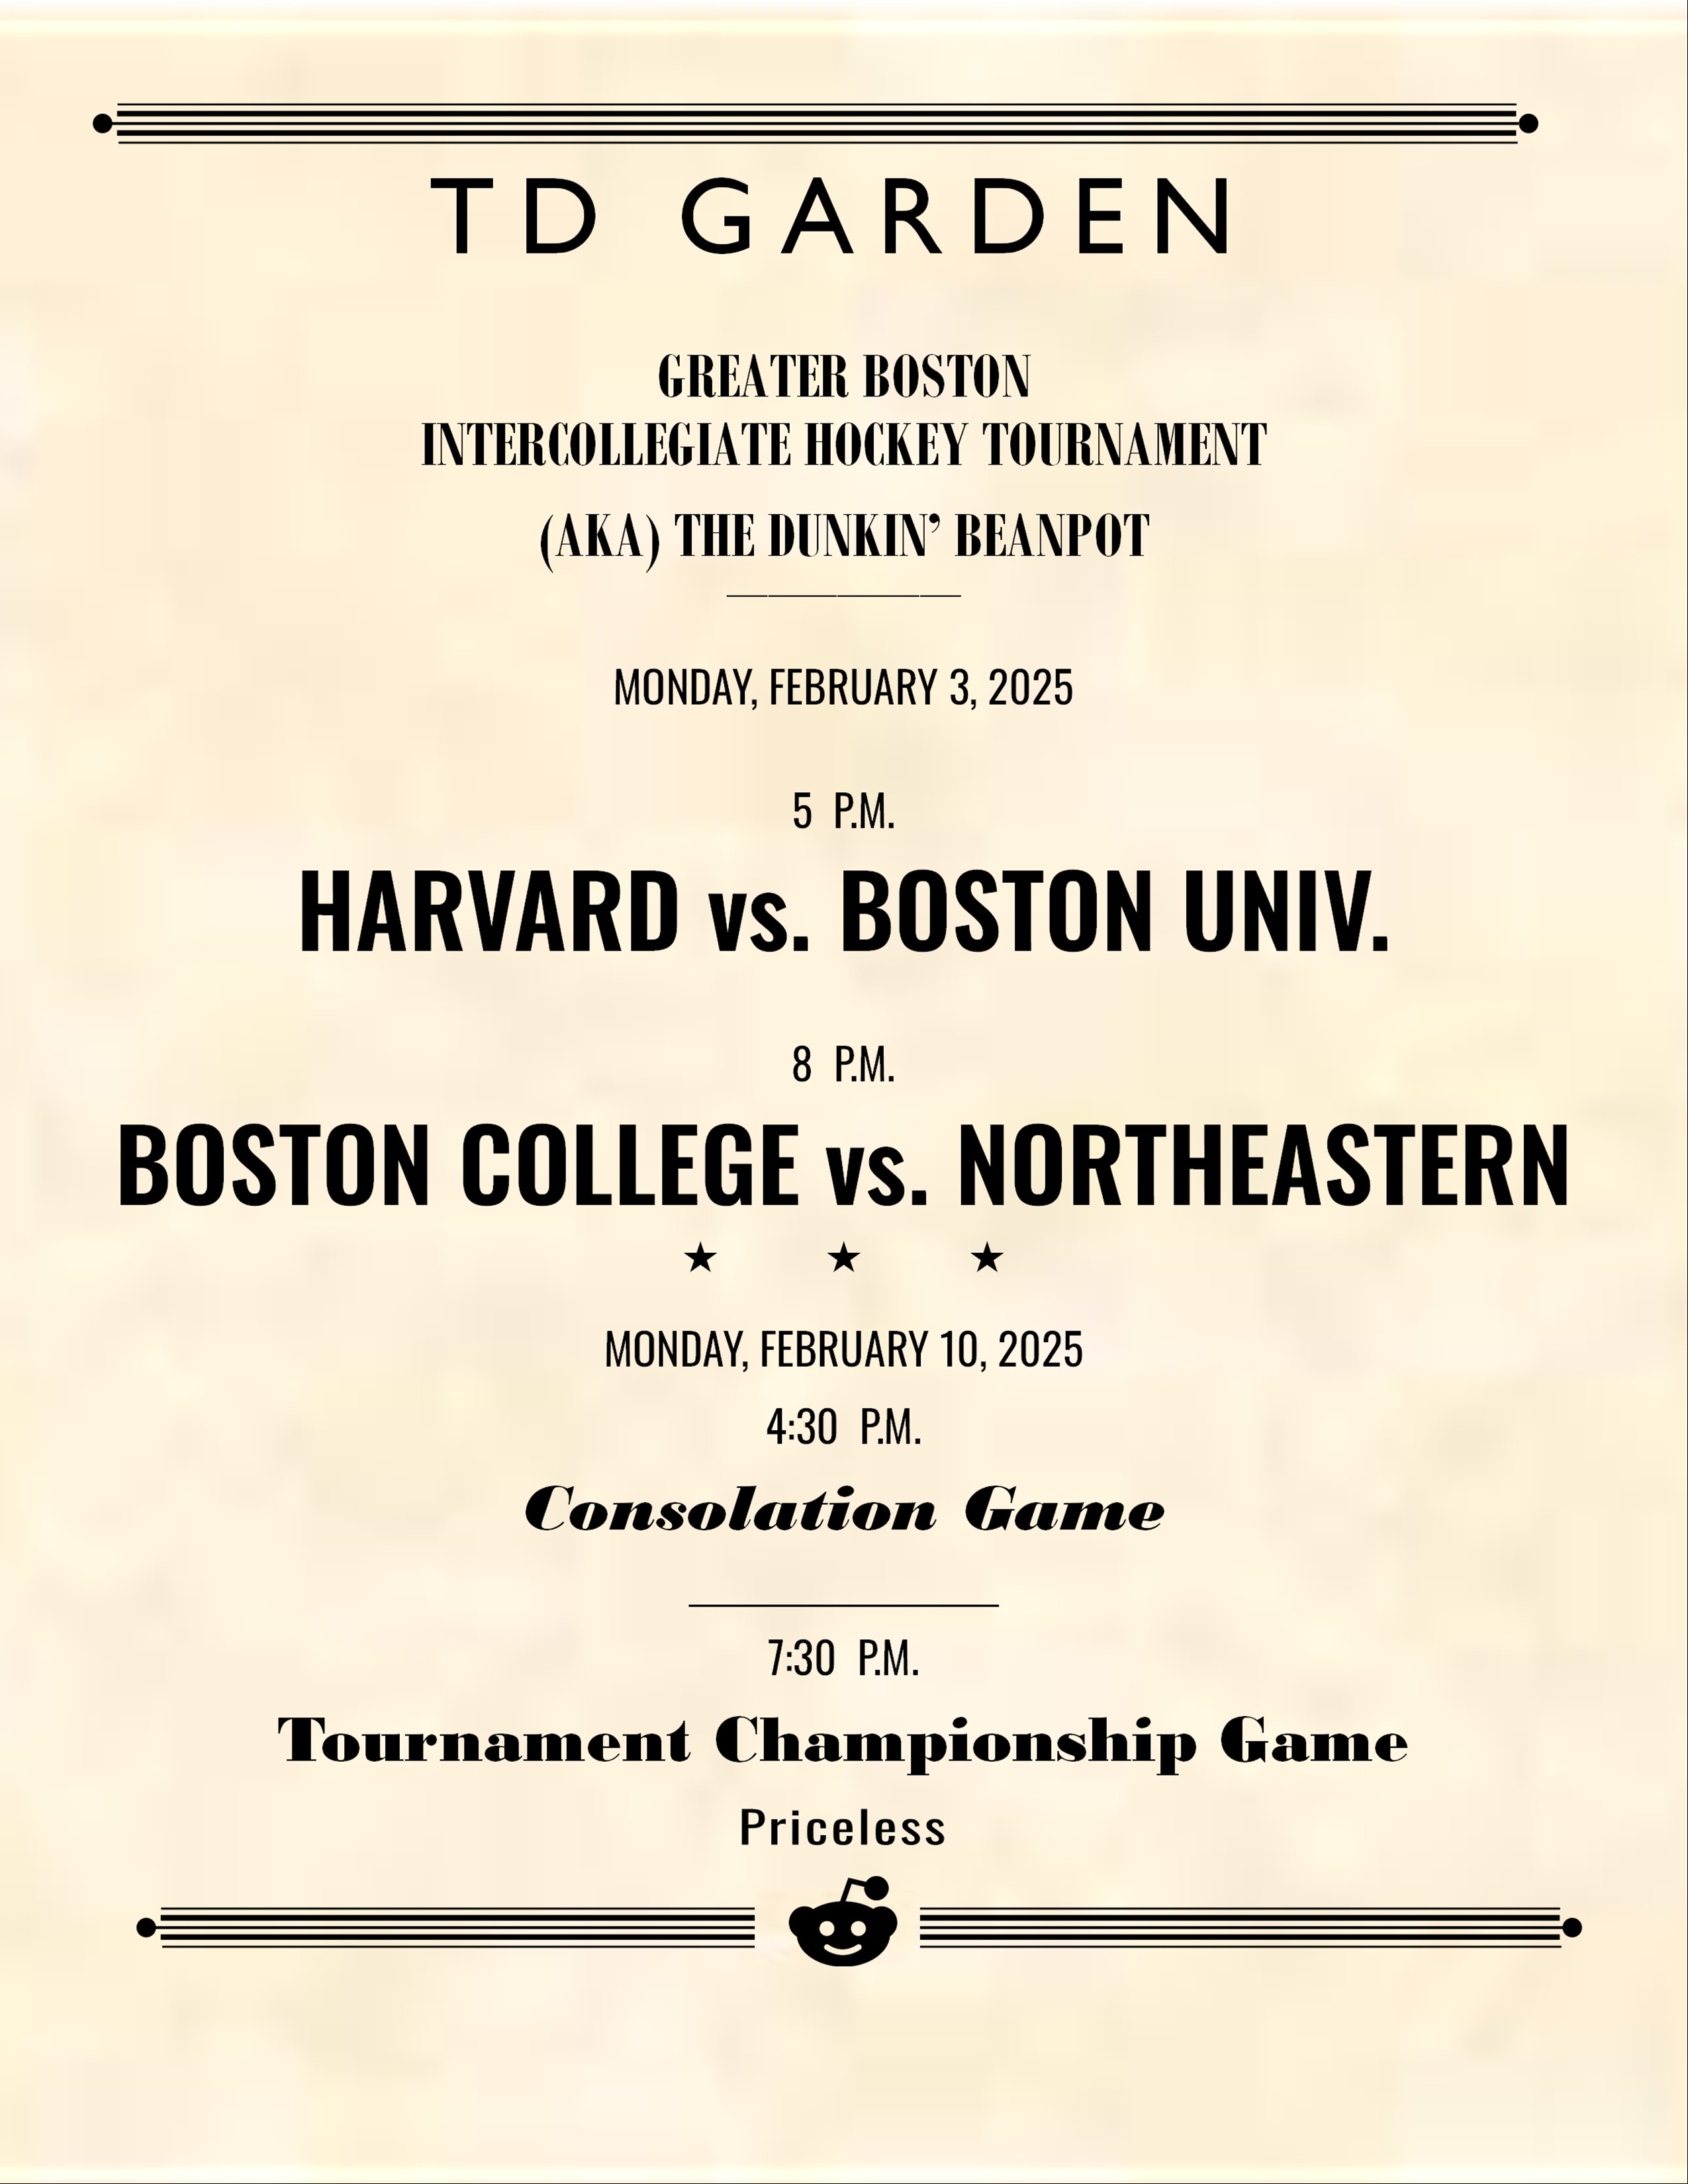 TD GARDEN
GREATER BOSTON
INTERCOLLEGIATE HOCKEY TOURNAMENT
(AKA) THE DUNKIN’ BEANPOT
MONDAY, FEBRUARY 3, 2025
5 P.M.
HARVARD vs. BOSTON UNIV.
8 P.M.
BOSTON COLLEGE vs. NORTHEASTERN
★ ★ ★
MONDAY, FEBRUARY 10, 2025
4:30 P.M.
Consolation Game
7:30 P.M.
Tournament Championship Game
Priceless